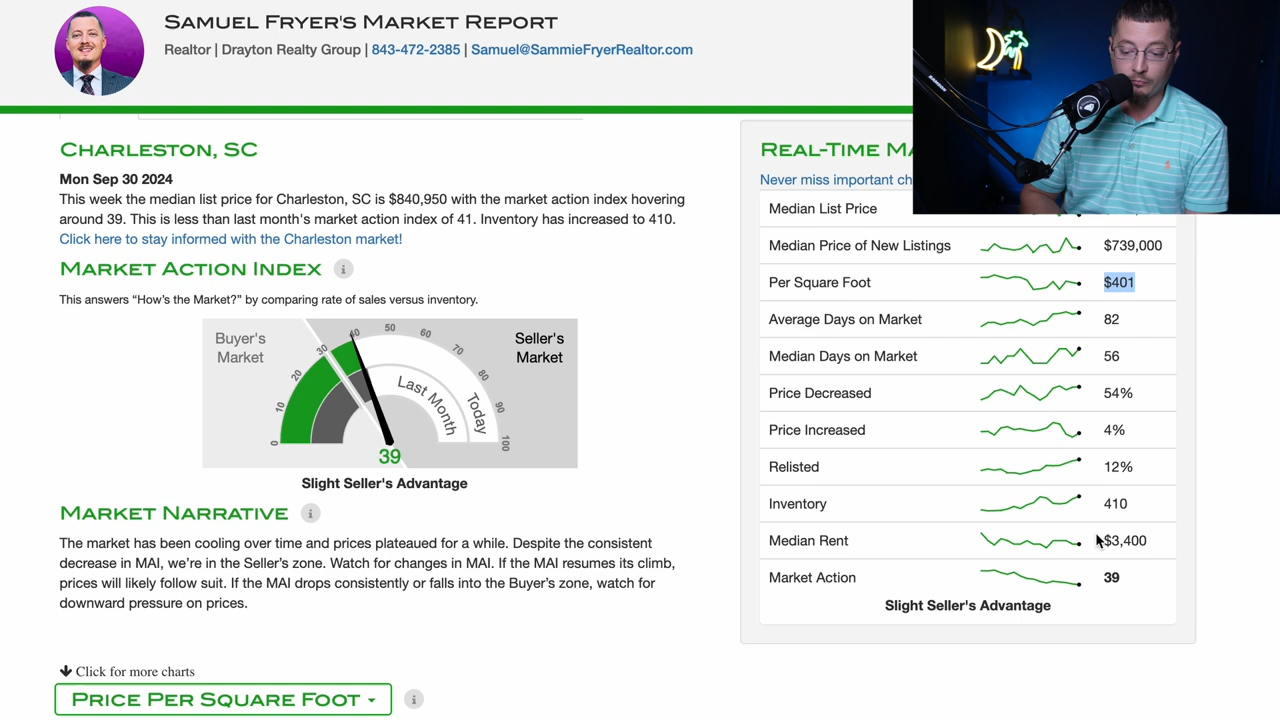 SAMUEL FRYER'S MARKET REPORT
Realtor | Drayton Realty Group | 843-472-2385 | Samuel@SammieFryerRealtor.com
CHARLESTON, SC
Mon Sep 30 2024
This week the median list price for Charleston, SC is $840,950 with the market action index hovering
around 39. This is less than last month's market action index of 41. Inventory has increased to 410.
Click here to stay informed with the Charleston market!
MARKET ACTION INDEX
i
This answers “How's the Market?” by comparing rate of sales versus inventory.
Buyer's
Market
Seller's
Market
0
10
20
30
40
50
60
70
80
90
100
Last Month
Today
39
Slight Seller's Advantage
MARKET NARRATIVE
i
The market has been cooling over time and prices plateaued for a while. Despite the consistent
decrease in MAI, we’re in the Seller's zone. Watch for changes in MAI. If the MAI resumes its climb,
prices will likely follow suit. If the MAI drops consistently or falls into the Buyer’s zone, watch for
downward pressure on prices.
Click for more charts
PRICE PER SQUARE FOOT
i
REAL-TIME MA
Never miss important ch
Median List Price
Median Price of New Listings $739,000
Per Square Foot $401
Average Days on Market 82
Median Days on Market 56
Price Decreased 54%
Price Increased 4%
Relisted 12%
Inventory 410
Median Rent $3,400
Market Action 39
Slight Seller's Advantage